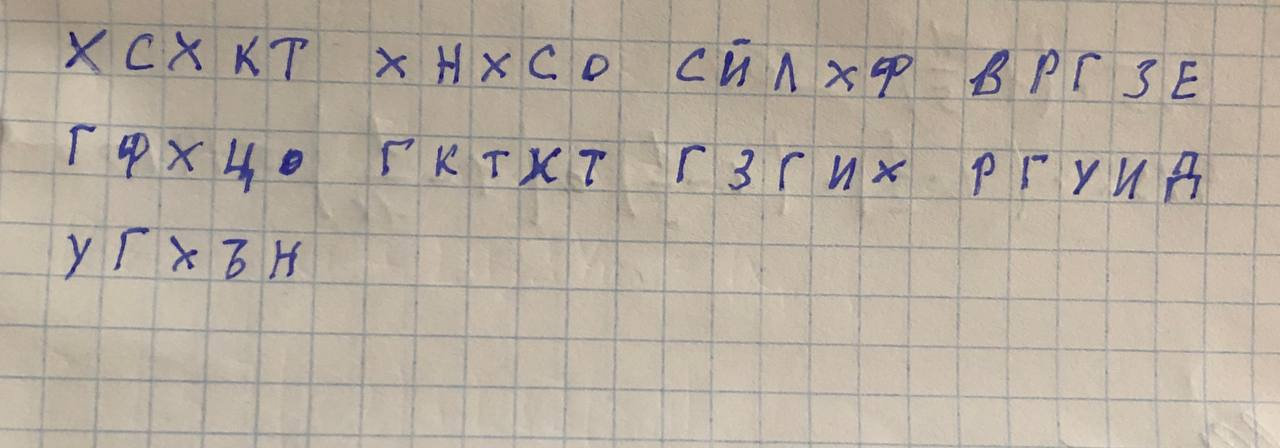 ХСХКТ ХНХСО СЙЛХФ ВРГЗЕ
ГФХЦО ГКТЖТ ГЗГИХ РГУИД
УГХЪН